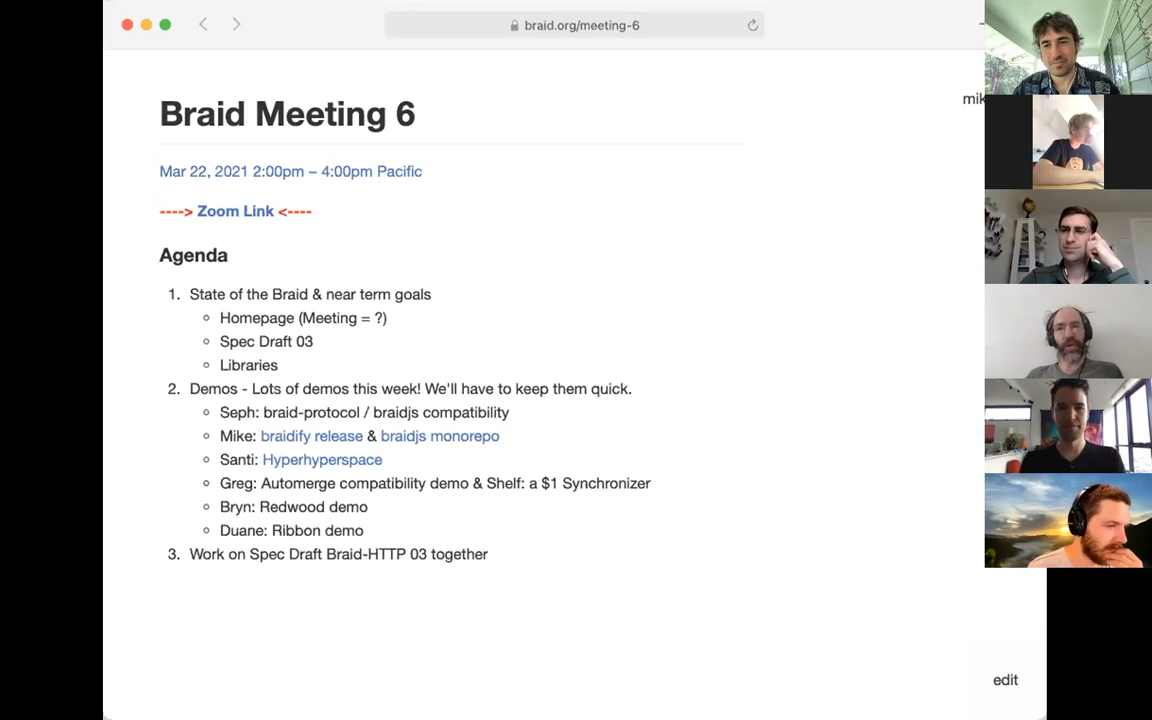 braid.org/meeting-6
Braid Meeting 6
Mar 22, 2021 2:00pm – 4:00pm Pacific
----> Zoom Link <----
Agenda
1. State of the Braid & near term goals
Homepage (Meeting = ?)
Spec Draft 03
Libraries
2. Demos - Lots of demos this week! We'll have to keep them quick.
Seph: braid-protocol / braidjs compatibility
Mike: braidify release & braidjs monorepo
Santi: Hyperhyperspace
Greg: Automerge compatibility demo & Shelf: a $1 Synchronizer
Bryn: Redwood demo
Duane: Ribbon demo
3. Work on Spec Draft Braid-HTTP 03 together
edit